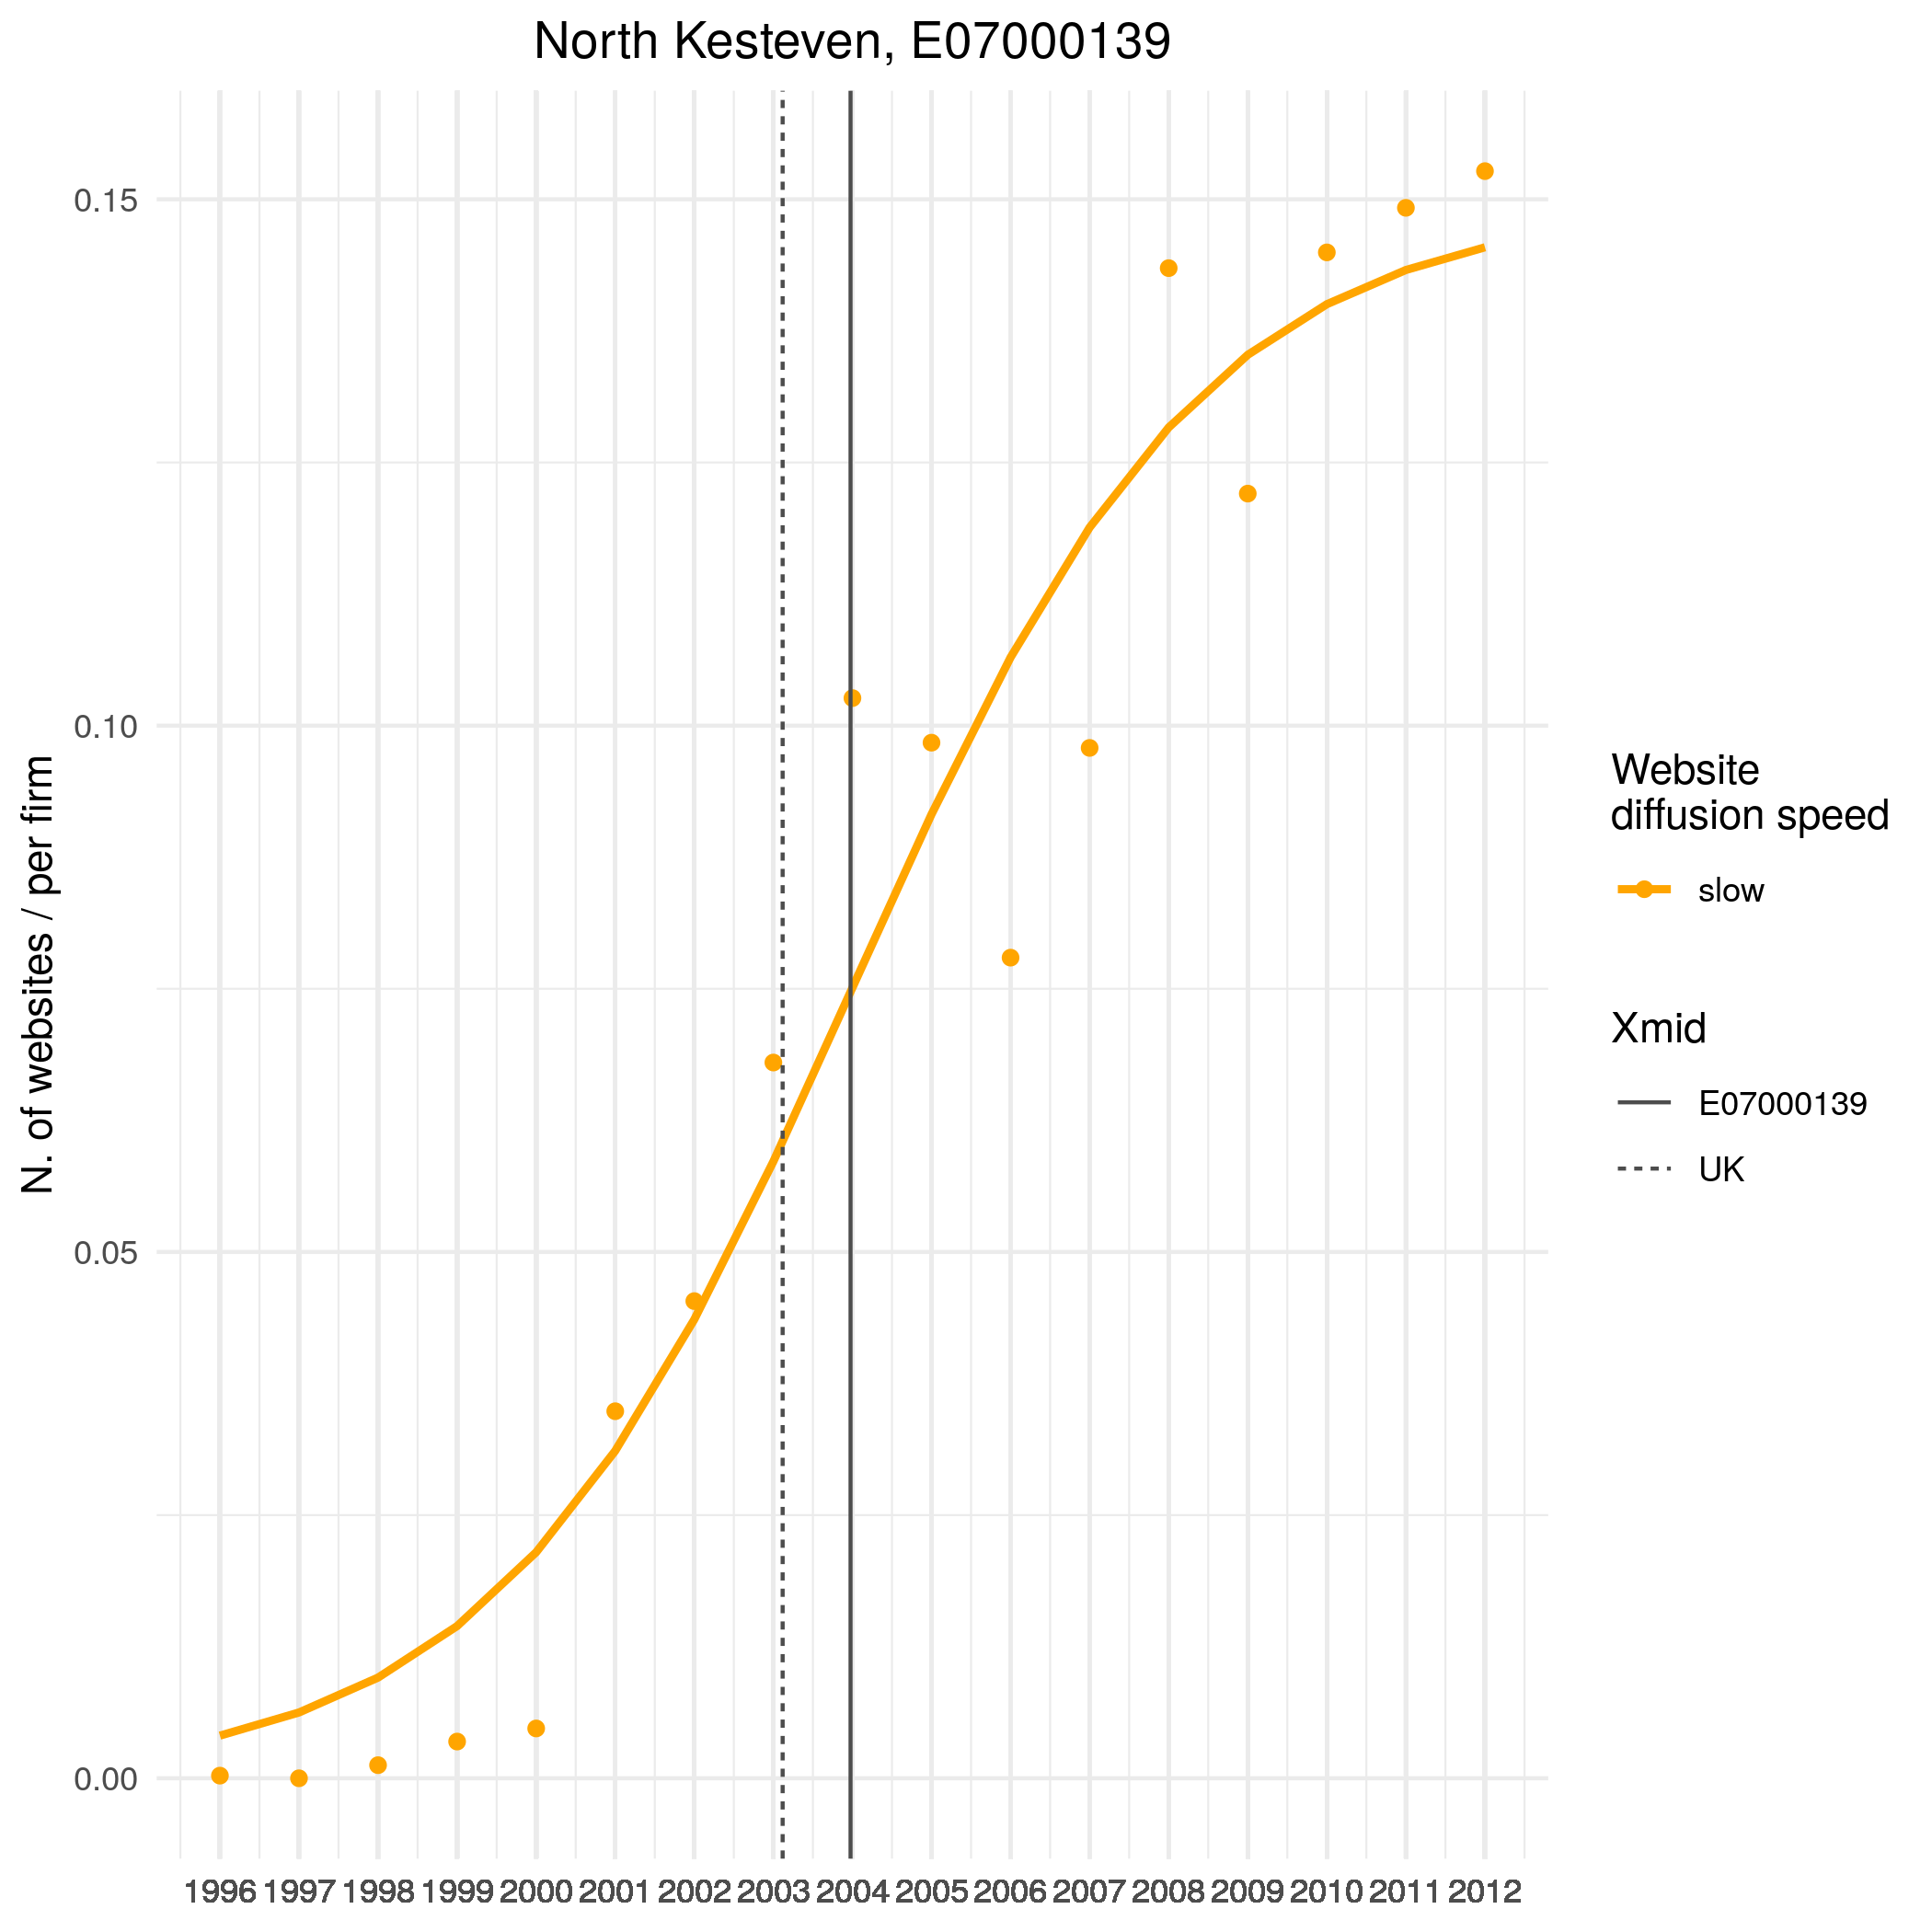 North Kesteven, E07000139
N. of websites / per firm
0.15
0.10
0.05
0.00
1996 1997 1998 1999 2000 2001 2002 2003 2004 2005 2006 2007 2008 2009 2010 2011 2012
Website
diffusion speed
slow
Xmid
E07000139
UK